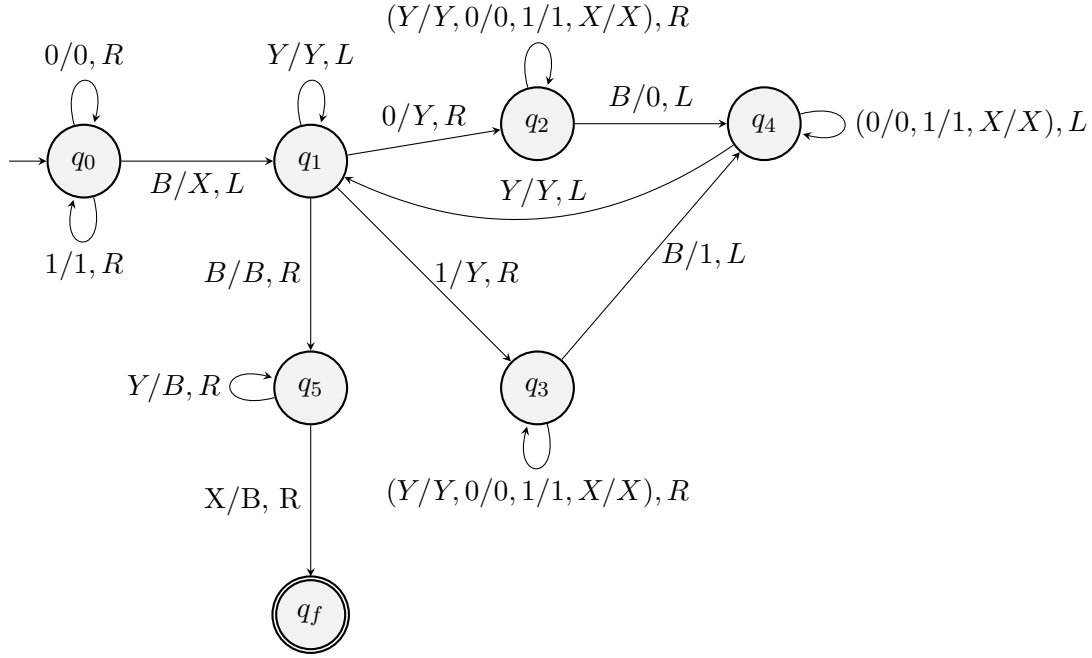 (Y/Y, 0/0, 1/1, X/X), R
0/0, R
Y/Y, L
0/Y, R
B/0, L
q2
q4
(0/0, 1/1, X/X), L
q0
q1
B/X, L
Y/Y, L
1/1, R
B/B, R
1/Y, R
B/1, L
Y/B, R
q5
q3
(Y/Y, 0/0, 1/1, X/X), R
X/B, R
qf